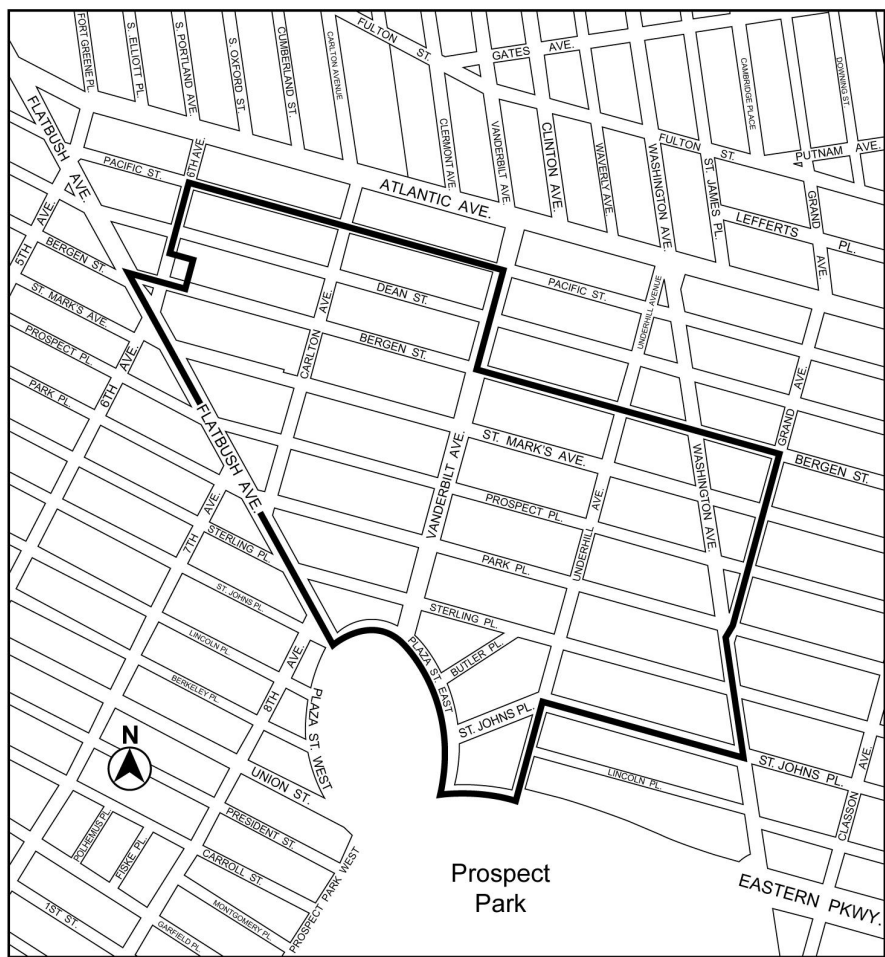 FORT GREENE PL.
S. ELLIOTT PL.
S. PORTLAND AVE.
S. OXFORD ST.
CUMBERLAND ST.
CARLTON AVENUE
FULTON ST.
GATES AVE.
CAMBRIDGE PLACE
DOWNING ST.
CLERMONT AVE.
VANDERBILT AVE.
CLINTON AVE.
WAVERLY AVE.
WASHINGTON AVE.
FULTON ST.
PUTNAM AVE.
ST. JAMES PL.
FLATBUSH AVE.
PACIFIC ST.
6TH AVE.
ATLANTIC AVE.
LEFFERTS PL.
GRAND AVE.
5TH AVE.
BERGEN ST.
ST. MARK'S AVE.
PROSPECT PL.
PARK PL.
6TH AVE.
DEAN ST.
BERGEN ST.
CARLTON AVE.
PACIFIC ST.
UNDERHILL AVENUE
GRAND AVE.
BERGEN ST.
FLATBUSH AVE.
VANDERBILT AVE.
ST. MARK'S AVE.
PROSPECT PL.
PARK PL.
UNDERHILL AVE.
WASHINGTON AVE.
7TH AVE.
STERLING PL.
ST. JOHNS PL.
LINCOLN PL.
BERKELEY PL.
8TH AVE.
STERLING PL.
BUTLER PL.
PLAZA ST. EAST
ST. JOHNS PL.
PLAZA ST. WEST
N
UNION ST.
LINCOLN PL.
ST. JOHNS PL.
CLASSON AVE.
POLHEMUS PL.
FISKE PL.
PRESIDENT ST.
CARROLL ST.
MONTGOMERY PL.
GARFIELD PL.
1ST ST.
PROSPECT PARK WEST
Prospect
Park
EASTERN PKWY.